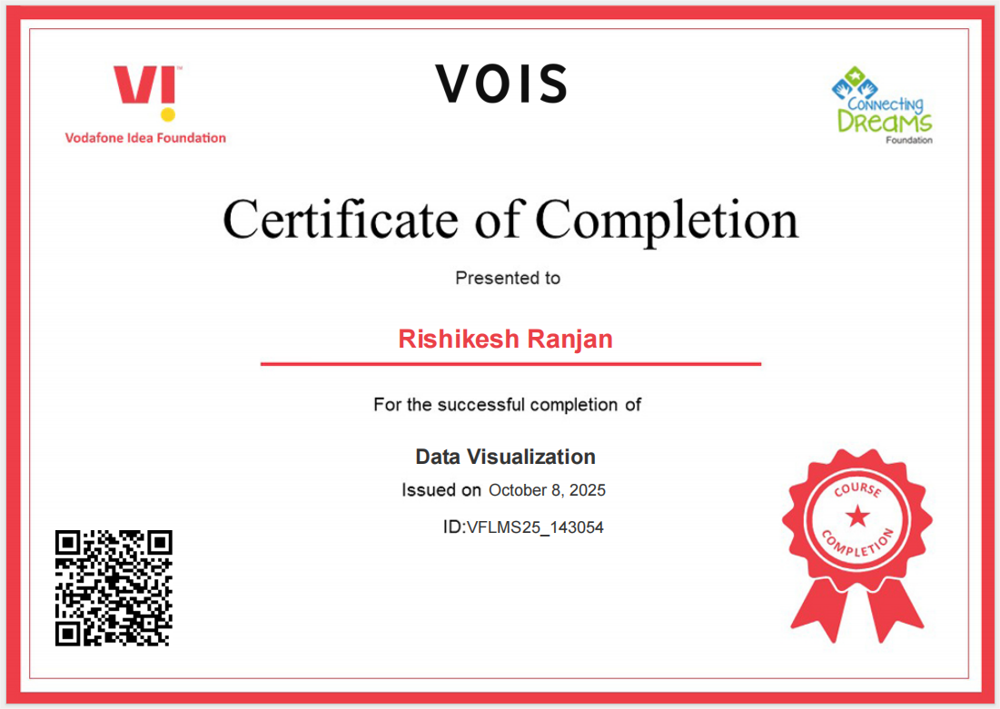 VI™
Vodafone Idea Foundation
VOIS
Connecting
Dreams
Foundation
Certificate of Completion
Presented to
Rishikesh Ranjan
For the successful completion of
Data Visualization
Issued on October 8, 2025
ID:VFLMS25_143054
COURSE
COMPLETION